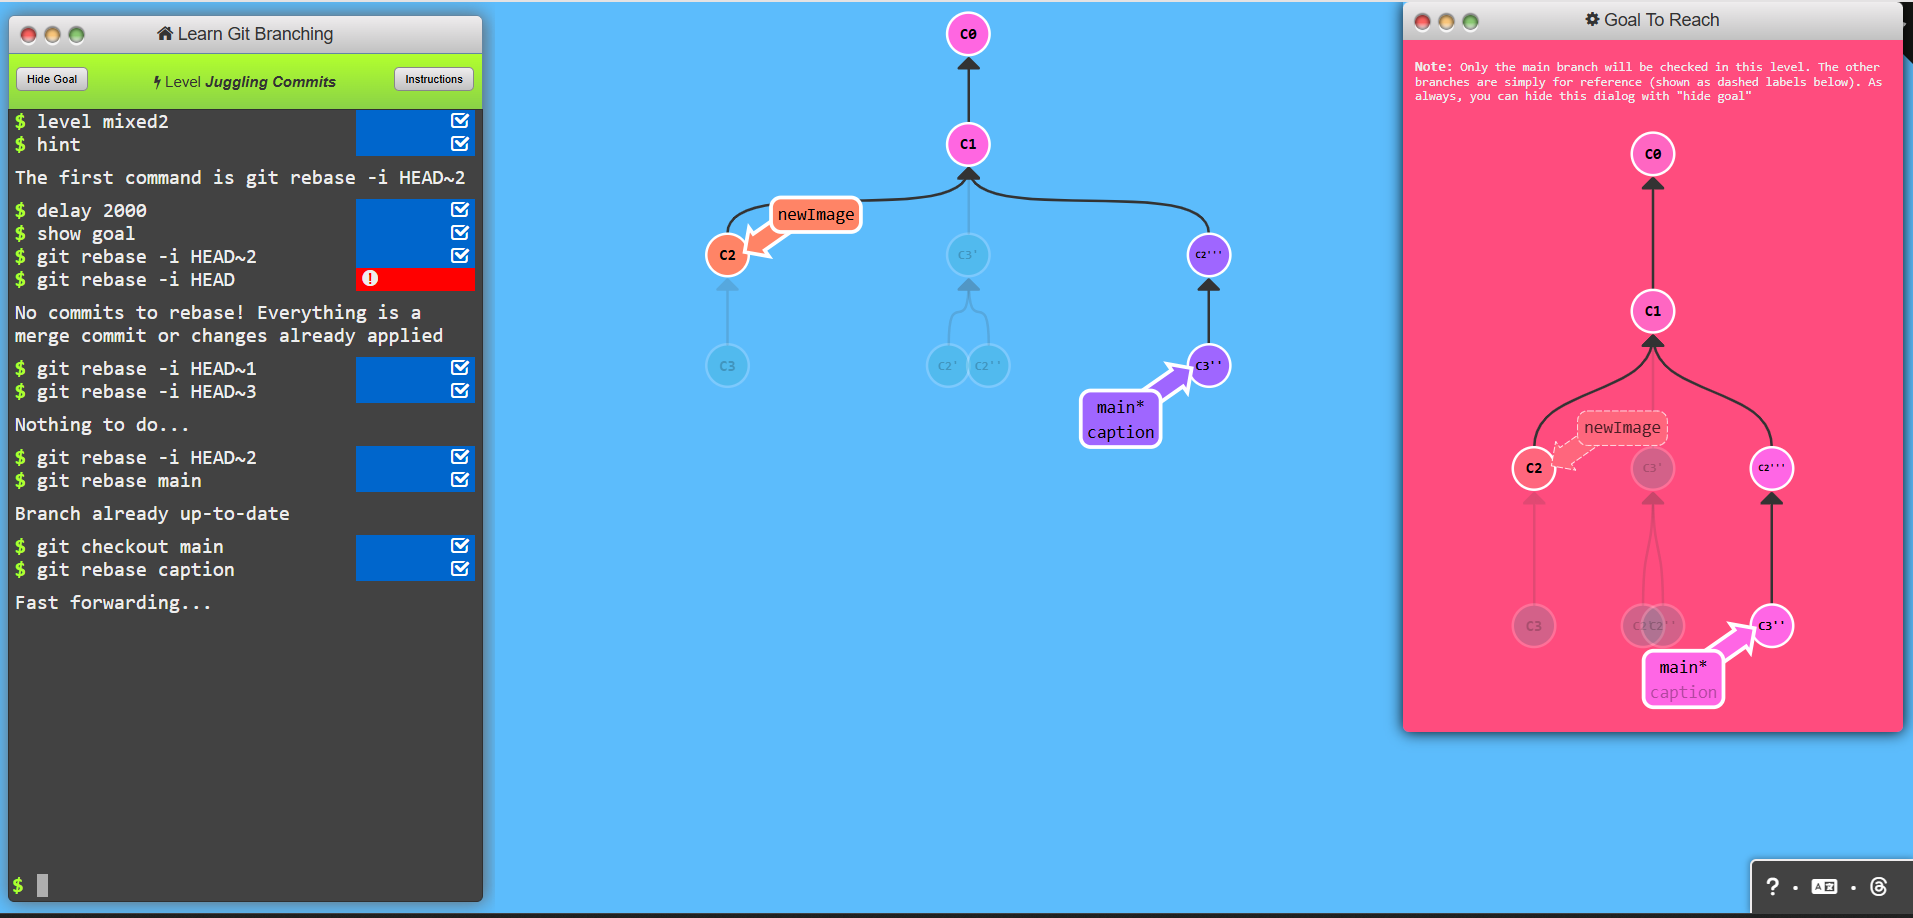 Learn Git Branching
Hide Goal
Level Juggling Commits
Instructions
$ level mixed2
$ hint
The first command is git rebase -i HEAD~2
$ delay 2000
$ show goal
$ git rebase -i HEAD~2
$ git rebase -i HEAD
No commits to rebase! Everything is a
merge commit or changes already applied
$ git rebase -i HEAD~1
$ git rebase -i HEAD~3
Nothing to do...
$ git rebase -i HEAD~2
$ git rebase main
Branch already up-to-date
$ git checkout main
$ git rebase caption
Fast forwarding...
$
C0
C1
newImage
C2
C3'
C2'''
C3
C2'
C2''
C3''
main*
caption
Goal To Reach
Note: Only the main branch will be checked in this level. The other
branches are simply for reference (shown as dashed labels below). As
always, you can hide this dialog with "hide goal"
C0
C1
newImage
C2
C3'
C2'''
C3
C2'
C2''
C3''
main*
caption
?